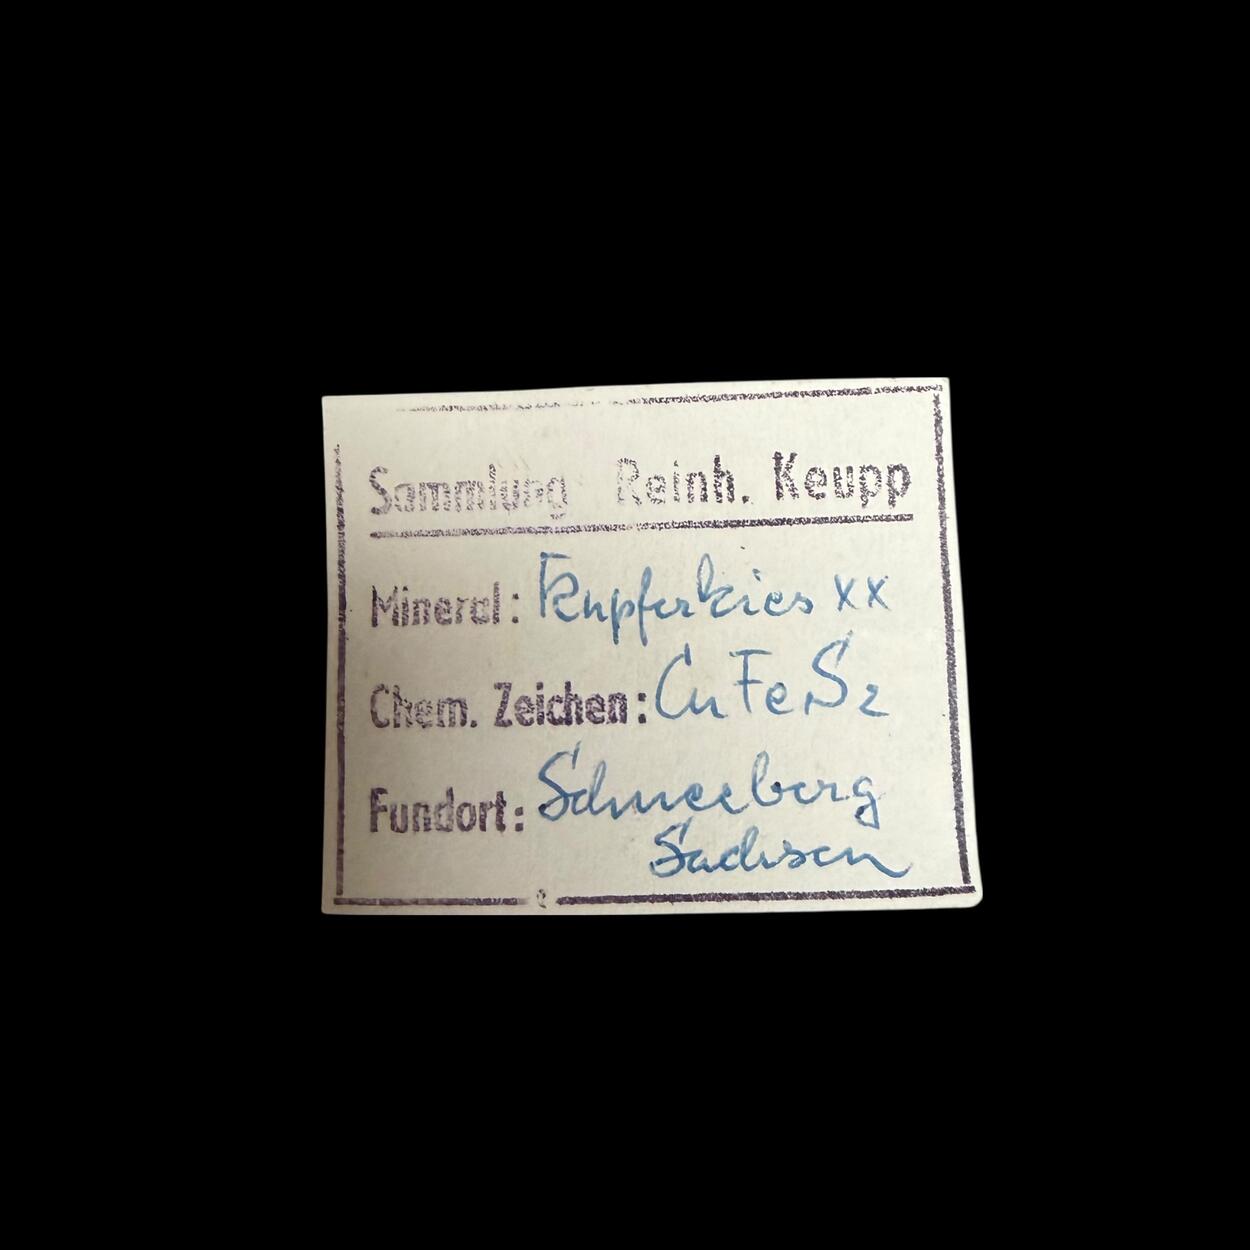 Sammlung Reinh. Keupp
Mineral: Kupferkies xx
Chem. Zeichen: CuFeS2
Fundort: Schneeberg
Sachsen